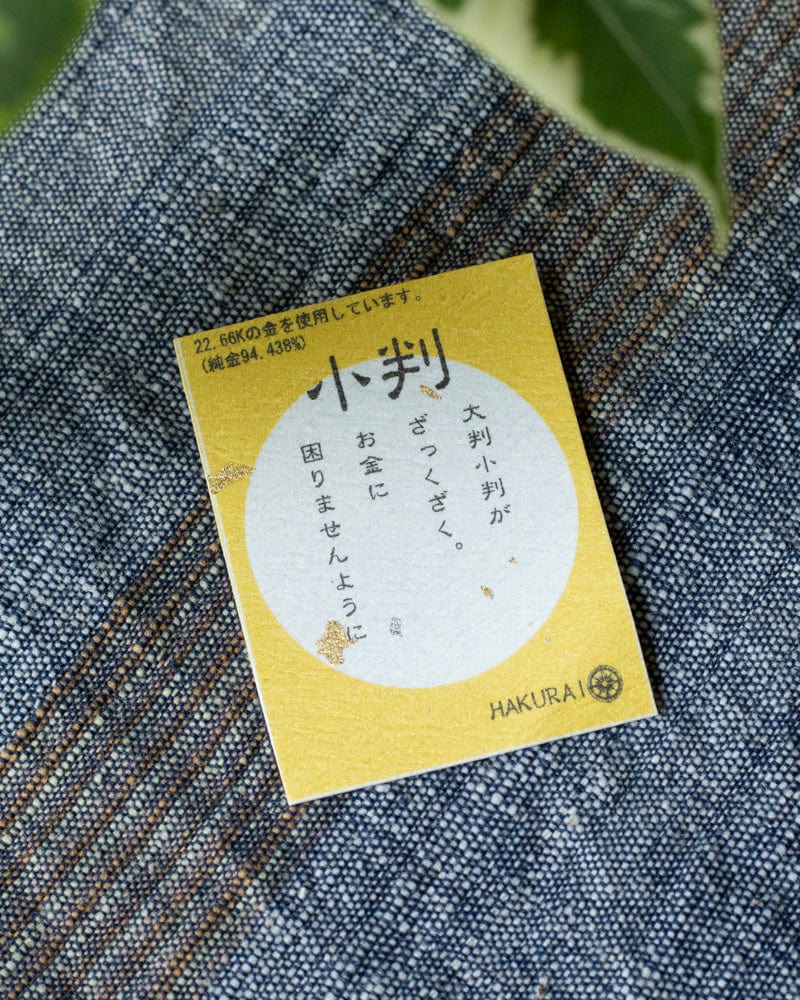 22.66Kの金を使用しています。
(純金94.438%)
小判
大判小判が
ざっくざく。
お金に
困りませんように
HAKURAI